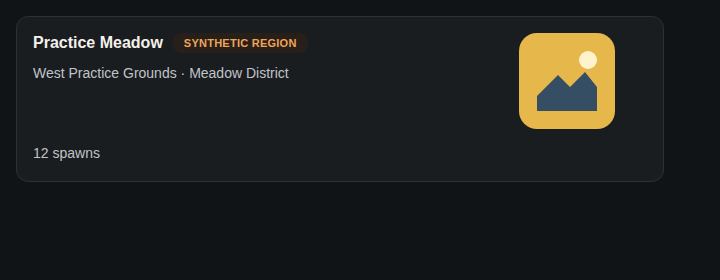 Practice Meadow SYNTHETIC REGION
West Practice Grounds · Meadow District
12 spawns